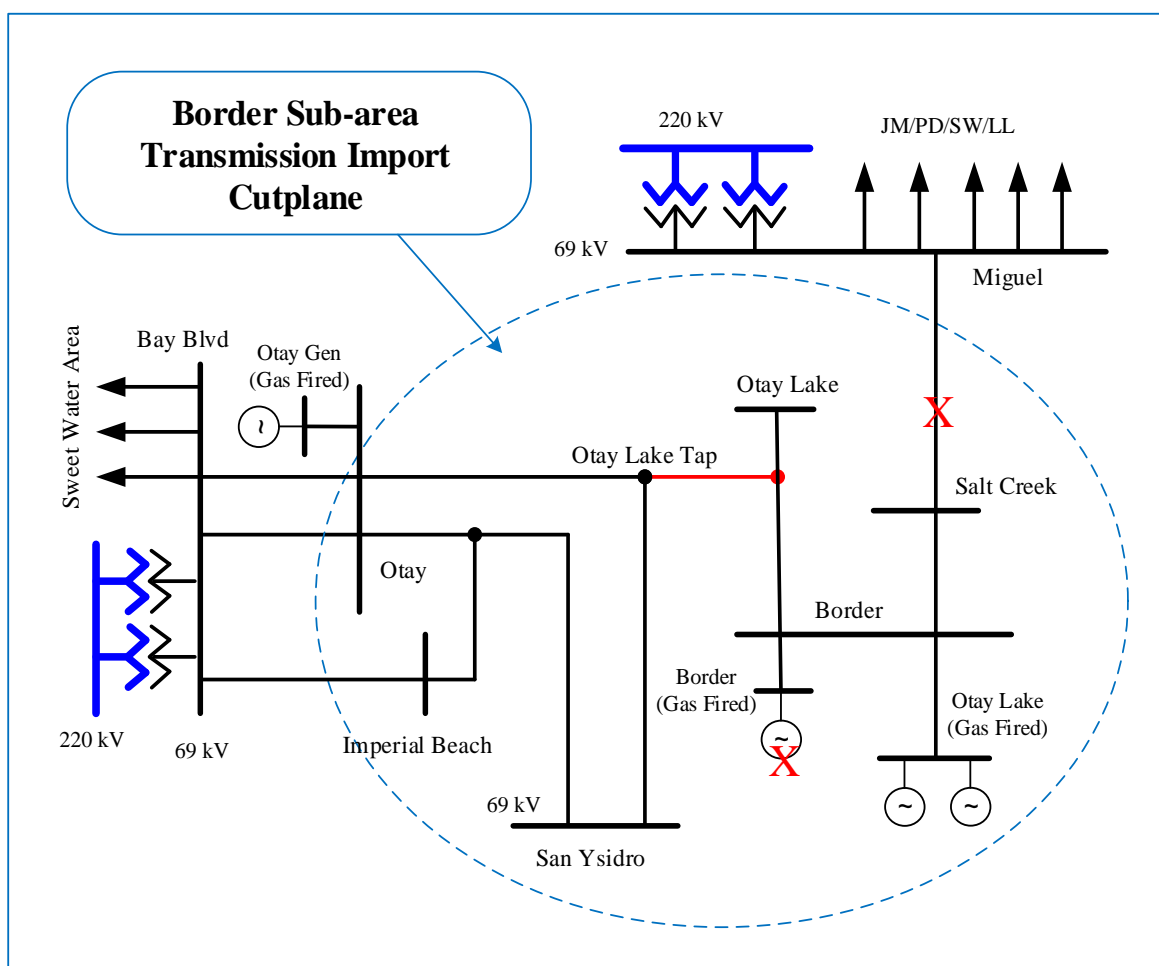 Border Sub-area
Transmission Import
Cutplane
220 kV
JM/PD/SW/LL
69 kV
Miguel
Sweet Water Area
Bay Blvd
Otay Gen
(Gas Fired)
~
Otay Lake
X
Otay Lake Tap
Salt Creek
Otay
Border
Border
(Gas Fired)
~
X
Otay Lake
(Gas Fired)
~
~
Imperial Beach
220 kV
69 kV
69 kV
San Ysidro